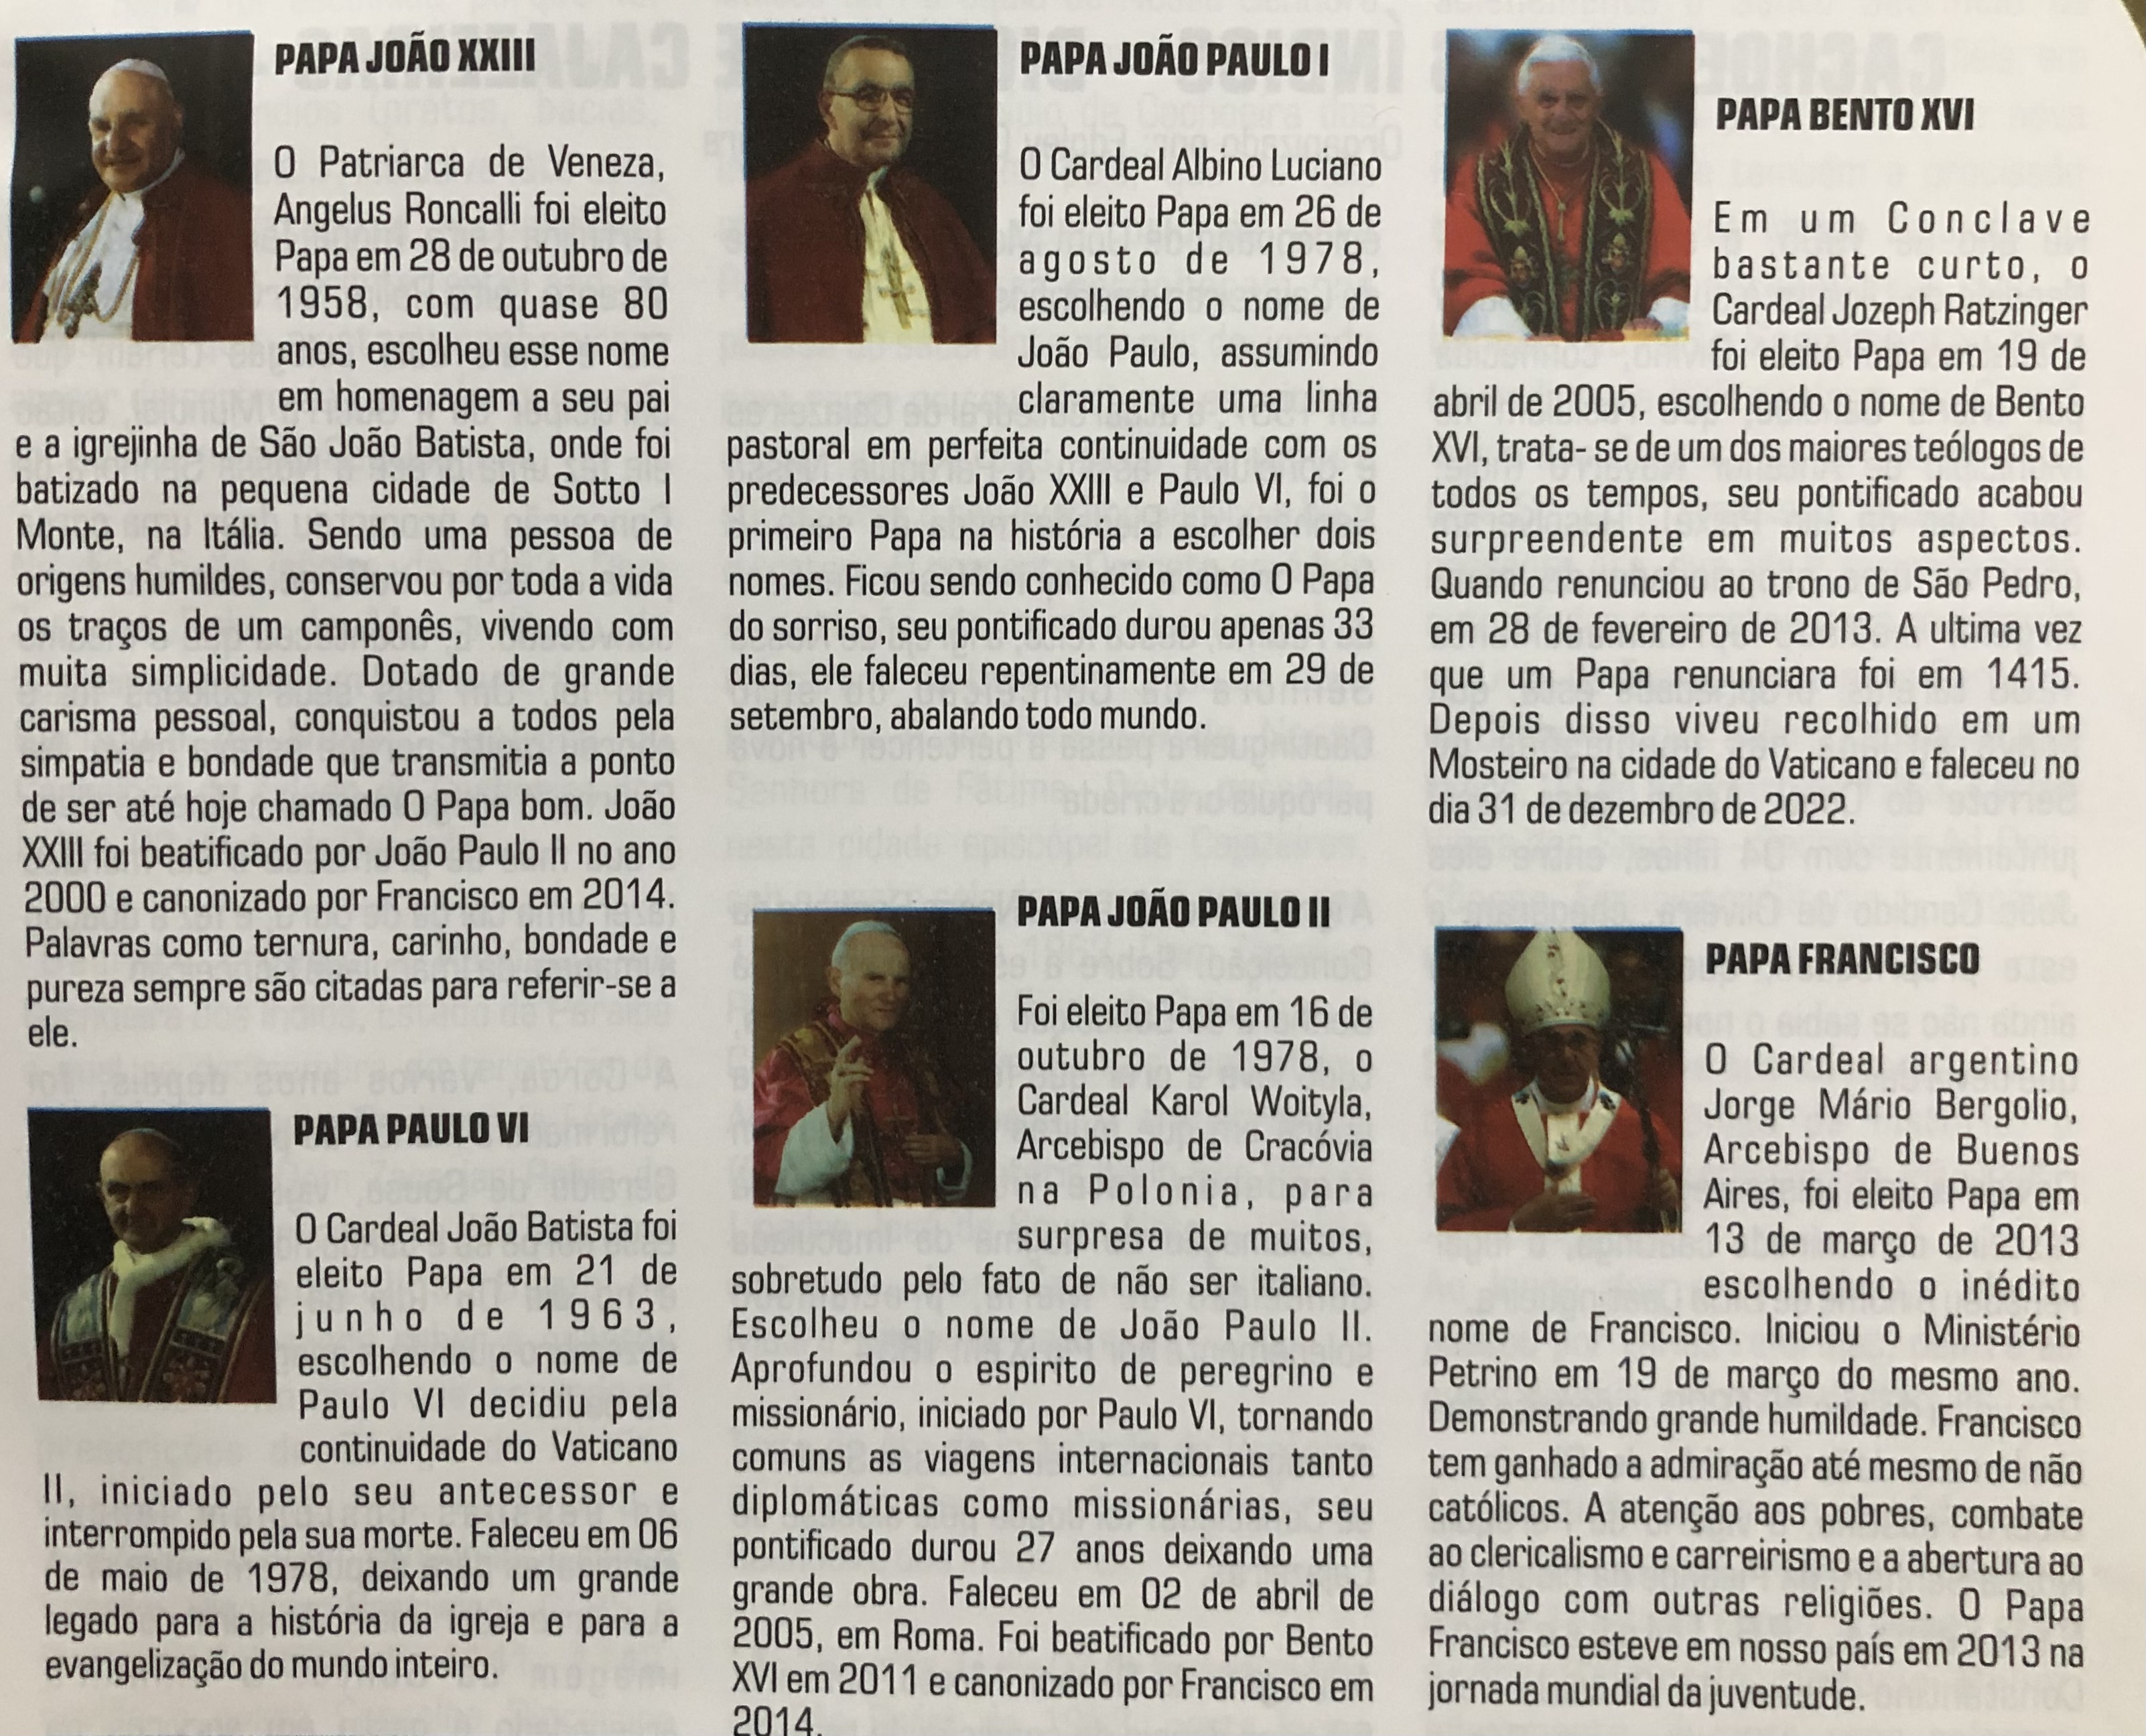 PAPA JOÃO XXIII
O Patriarca de Veneza,
Angelus Roncalli foi eleito
Papa em 28 de outubro de
1958, com quase 80
anos, escolheu esse nome
em homenagem a seu pai
e a igrejinha de São João Batista, onde foi
batizado na pequena cidade de Sotto I
Monte, na Itália. Sendo uma pessoa de
origens humildes, conservou por toda a vida
os traços de um camponês, vivendo com
muita simplicidade. Dotado de grande
carisma pessoal, conquistou a todos pela
simpatia e bondade que transmitia a ponto
de ser até hoje chamado O Papa bom. João
XXIII foi beatificado por João Paulo II no ano
2000 e canonizado por Francisco em 2014.
Palavras como ternura, carinho, bondade e
pureza sempre são citadas para referir-se a
ele.
PAPA PAULO VI
O Cardeal João Batista foi
eleito Papa em 21 de
junho de 1963,
escolhendo o nome de
Paulo VI decidiu pela
continuidade do Vaticano
II, iniciado pelo seu antecessor e
interrompido pela sua morte. Faleceu em 06
de maio de 1978, deixando um grande
legado para a história da igreja e para a
evangelização do mundo inteiro.
PAPA JOÃO PAULO I
O Cardeal Albino Luciano
foi eleito Papa em 26 de
agosto de 1978,
escolhendo o nome de
João Paulo, assumindo
claramente uma linha
pastoral em perfeita continuidade com os
predecessores João XXIII e Paulo VI, foi o
primeiro Papa na história a escolher dois
nomes. Ficou sendo conhecido como O Papa
do sorriso, seu pontificado durou apenas 33
dias, ele faleceu repentinamente em 29 de
setembro, abalando todo mundo.
PAPA JOÃO PAULO II
Foi eleito Papa em 16 de
outubro de 1978, o
Cardeal Karol Woityla,
Arcebispo de Cracóvia
na Polonia, para
surpresa de muitos,
sobretudo pelo fato de não ser italiano.
Escolheu o nome de João Paulo II.
Aprofundou o espirito de peregrino e
missionário, iniciado por Paulo VI, tornando
comuns as viagens internacionais tanto
diplomáticas como missionárias, seu
pontificado durou 27 anos deixando uma
grande obra. Faleceu em 02 de abril de
2005, em Roma. Foi beatificado por Bento
XVI em 2011 e canonizado por Francisco em
2014.
PAPA BENTO XVI
Em um Conclave
bastante curto, o
Cardeal Jozeph Ratzinger
foi eleito Papa em 19 de
abril de 2005, escolhendo o nome de Bento
XVI, trata- se de um dos maiores teólogos de
todos os tempos, seu pontificado acabou
surpreendente em muitos aspectos.
Quando renunciou ao trono de São Pedro,
em 28 de fevereiro de 2013. A ultima vez
que um Papa renunciara foi em 1415.
Depois disso viveu recolhido em um
Mosteiro na cidade do Vaticano e faleceu no
dia 31 de dezembro de 2022.
PAPA FRANCISCO
O Cardeal argentino
Jorge Mário Bergolio,
Arcebispo de Buenos
Aires, foi eleito Papa em
13 de março de 2013
escolhendo o inédito
nome de Francisco. Iniciou o Ministério
Petrino em 19 de março do mesmo ano.
Demonstrando grande humildade. Francisco
tem ganhado a admiração até mesmo de não
católicos. A atenção aos pobres, combate
ao clericalismo e carreirismo e a abertura ao
diálogo com outras religiões. O Papa
Francisco esteve em nosso país em 2013 na
jornada mundial da juventude.